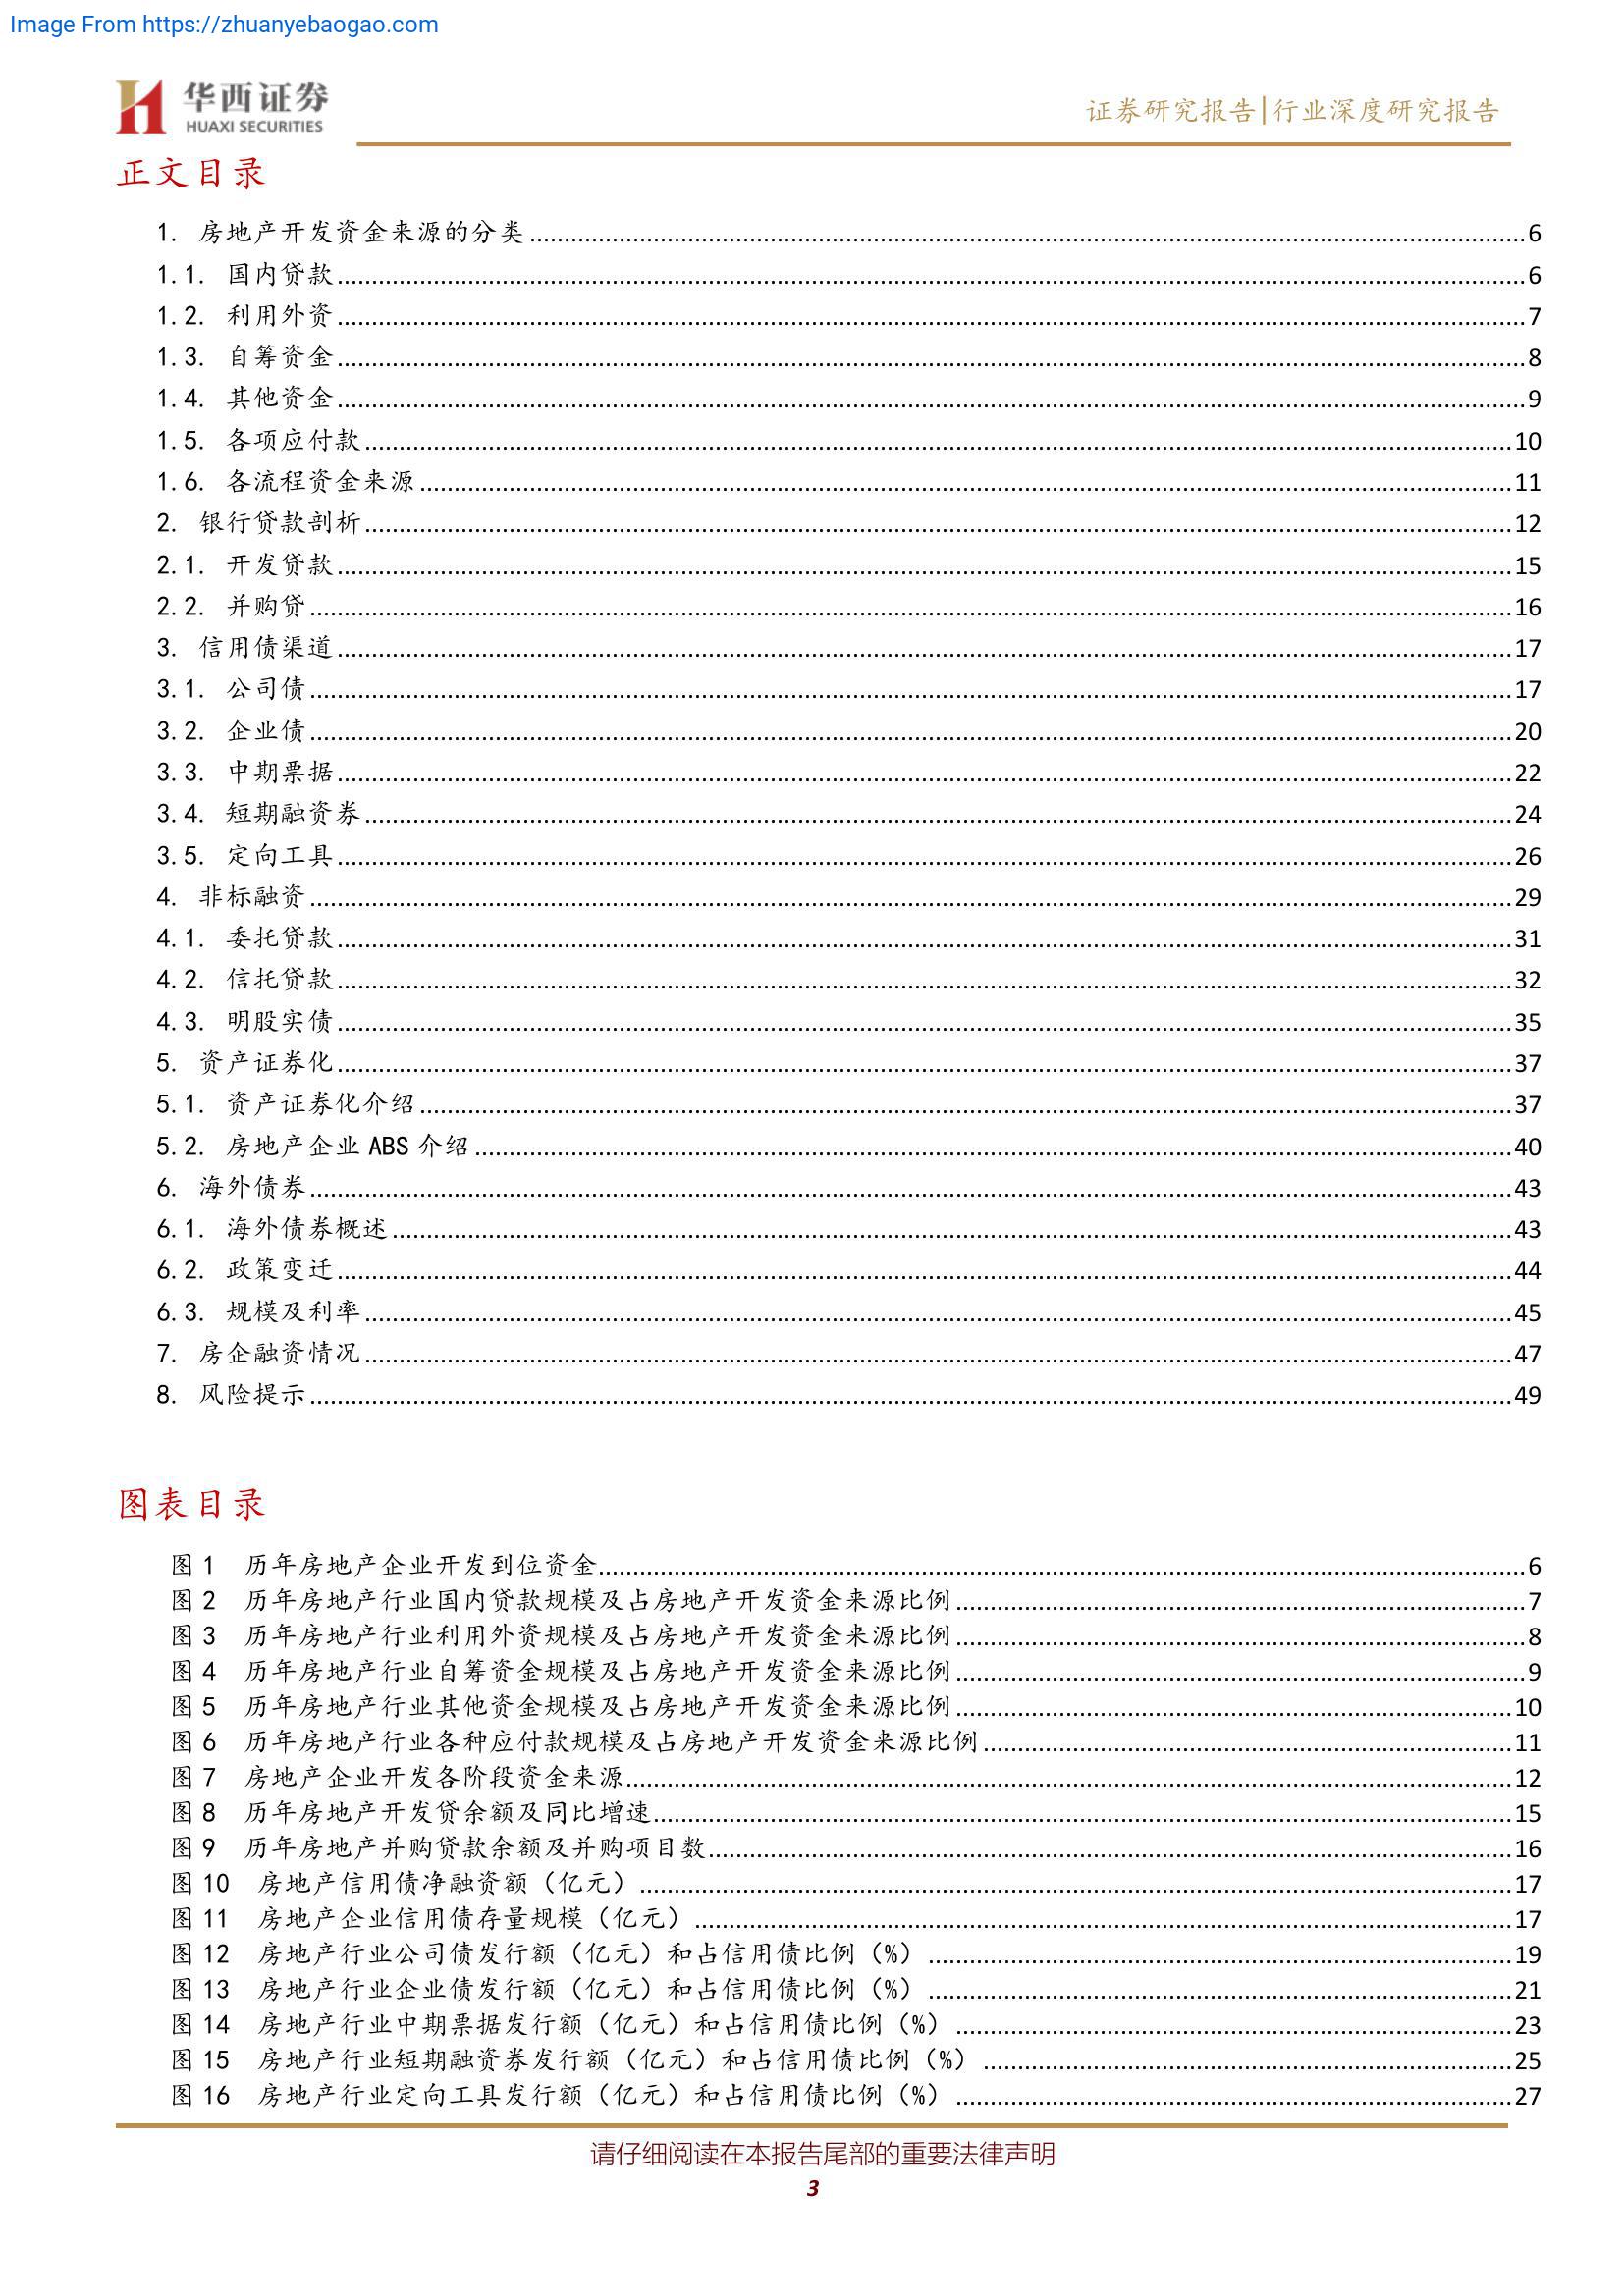 Image From https://zhuanyebaogao.com
华西证券
HUAXI SECURITIES
证券研究报告|行业深度研究报告
正文目录
1. 房地产开发资金来源的分类 6
1.1. 国内贷款 6
1.2. 利用外资 7
1.3. 自筹资金 8
1.4. 其他资金 9
1.5. 各项应付款 10
1.6. 各流程资金来源 11
2. 银行贷款剖析 12
2.1. 开发贷款 15
2.2. 并购贷 16
3. 信用债渠道 17
3.1. 公司债 17
3.2. 企业债 20
3.3. 中期票据 22
3.4. 短期融资券 24
3.5. 定向工具 26
4. 非标融资 29
4.1. 委托贷款 31
4.2. 信托贷款 32
4.3. 明股实债 35
5. 资产证券化 37
5.1. 资产证券化介绍 37
5.2. 房地产企业 ABS 介绍 40
6. 海外债券 43
6.1. 海外债券概述 43
6.2. 政策变迁 44
6.3. 规模及利率 45
7. 房企融资情况 47
8. 风险提示 49
图表目录
图 1 历年房地产企业开发到位资金 6
图 2 历年房地产行业国内贷款规模及占房地产开发资金来源比例 7
图 3 历年房地产行业利用外资规模及占房地产开发资金来源比例 8
图 4 历年房地产行业自筹资金规模及占房地产开发资金来源比例 9
图 5 历年房地产行业其他资金规模及占房地产开发资金来源比例 10
图 6 历年房地产行业各种应付款规模及占房地产开发资金来源比例 11
图 7 房地产企业开发各阶段资金来源 12
图 8 历年房地产开发贷余额及同比增速 15
图 9 历年房地产并购贷款余额及并购项目数 16
图 10 房地产信用债净融资额（亿元） 17
图 11 房地产企业信用债存量规模（亿元） 17
图 12 房地产行业公司债发行额（亿元）和占信用债比例（%） 19
图 13 房地产行业企业债发行额（亿元）和占信用债比例（%） 21
图 14 房地产行业中期票据发行额（亿元）和占信用债比例（%） 23
图 15 房地产行业短期融资券发行额（亿元）和占信用债比例（%） 25
图 16 房地产行业定向工具发行额（亿元）和占信用债比例（%） 27
请仔细阅读在本报告尾部的重要法律声明
3